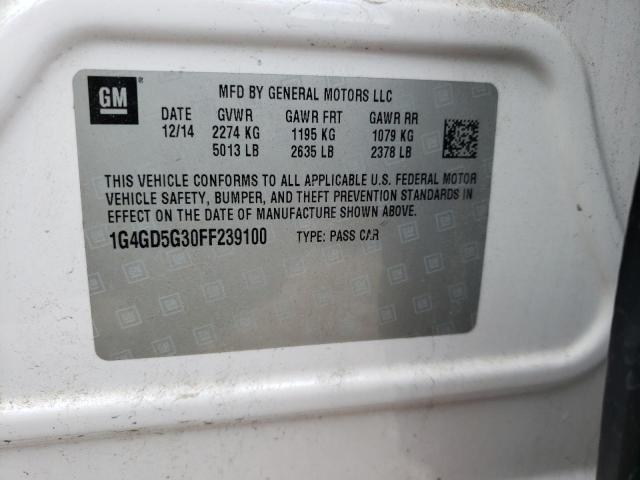 GM
MFD BY GENERAL MOTORS LLC
DATE GVWR GAWR FRT GAWR RR
12/14 2274 KG 1195 KG 1079 KG
5013 LB 2635 LB 2378 LB
THIS VEHICLE CONFORMS TO ALL APPLICABLE U.S. FEDERAL MOTOR
VEHICLE SAFETY, BUMPER, AND THEFT PREVENTION STANDARDS IN
EFFECT ON THE DATE OF MANUFACTURE SHOWN ABOVE.
1G4GD5G30FF239100 TYPE: PASS CAR